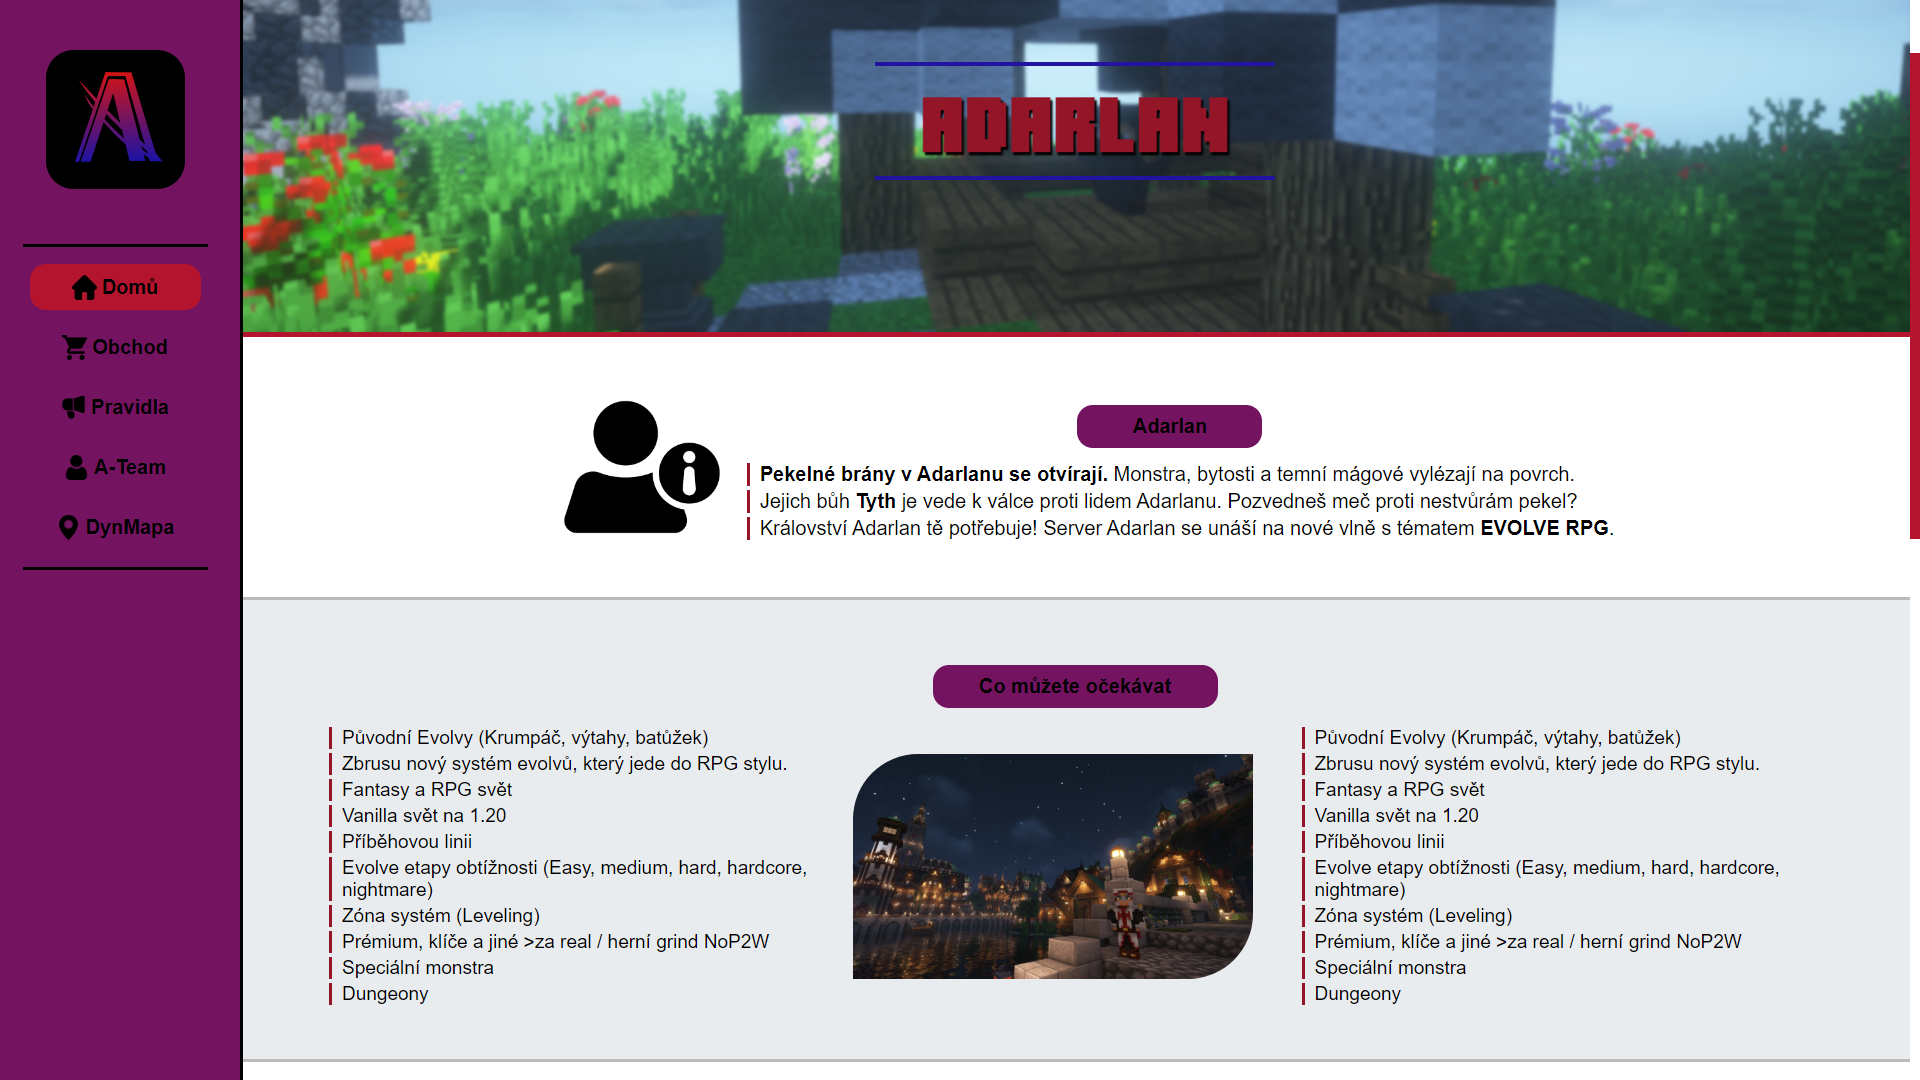 Domů
Obchod
Pravidla
A-Team
DynMapa
ADARLAN
Adarlan
Pekelné brány v Adarlanu se otvírají. Monstra, bytosti a temní mágové vylézají na povrch.
Jejich bůh Tyth je vede k válce proti lidem Adarlanu. Pozvedneš meč proti nestvůrám pekel?
Království Adarlan tě potřebuje! Server Adarlan se unáší na nové vlně s tématem EVOLVE RPG.
Co můžete očekávat
Původní Evolvy (Krumpáč, výtahy, batůžek)
Zbrusu nový systém evolvů, který jede do RPG stylu.
Fantasy a RPG svět
Vanilla svět na 1.20
Příběhovou linii
Evolve etapy obtížnosti (Easy, medium, hard, hardcore,
nightmare)
Zóna systém (Leveling)
Prémium, klíče a jiné >za real / herní grind NoP2W
Speciální monstra
Dungeony
Původní Evolvy (Krumpáč, výtahy, batůžek)
Zbrusu nový systém evolvů, který jede do RPG stylu.
Fantasy a RPG svět
Vanilla svět na 1.20
Příběhovou linii
Evolve etapy obtížnosti (Easy, medium, hard, hardcore,
nightmare)
Zóna systém (Leveling)
Prémium, klíče a jiné >za real / herní grind NoP2W
Speciální monstra
Dungeony